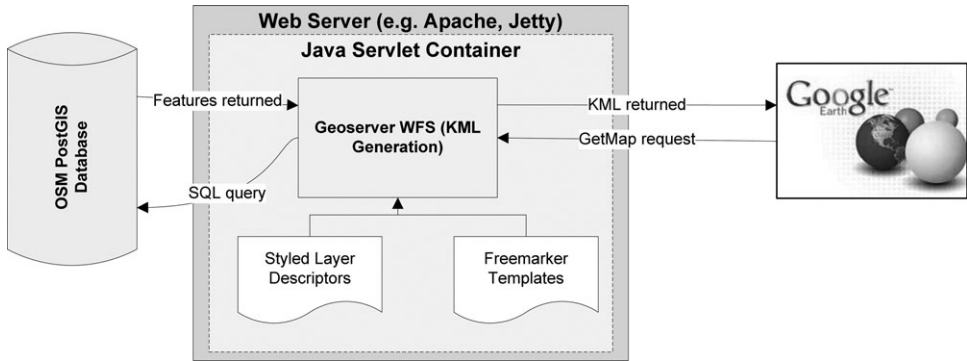 Web Server (e.g. Apache, Jetty)
Java Servlet Container
OSM PostGIS
Database
Features returned
SQL query
Geoserver WFS (KML
Generation)
Styled Layer
Descriptors
Freemarker
Templates
KML returned
GetMap request
Google™
Earth